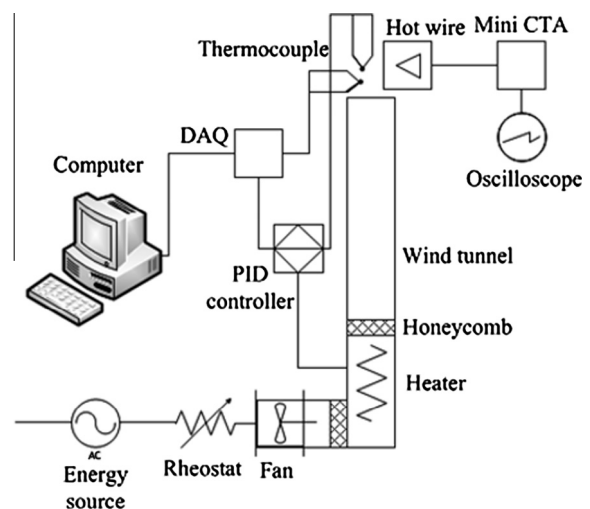 Hot wire Mini CTA
Thermocouple
DAQ
Computer
Oscilloscope
Wind tunnel
PID
controller
Honeycomb
Heater
AC
Energy
source
Rheostat
Fan